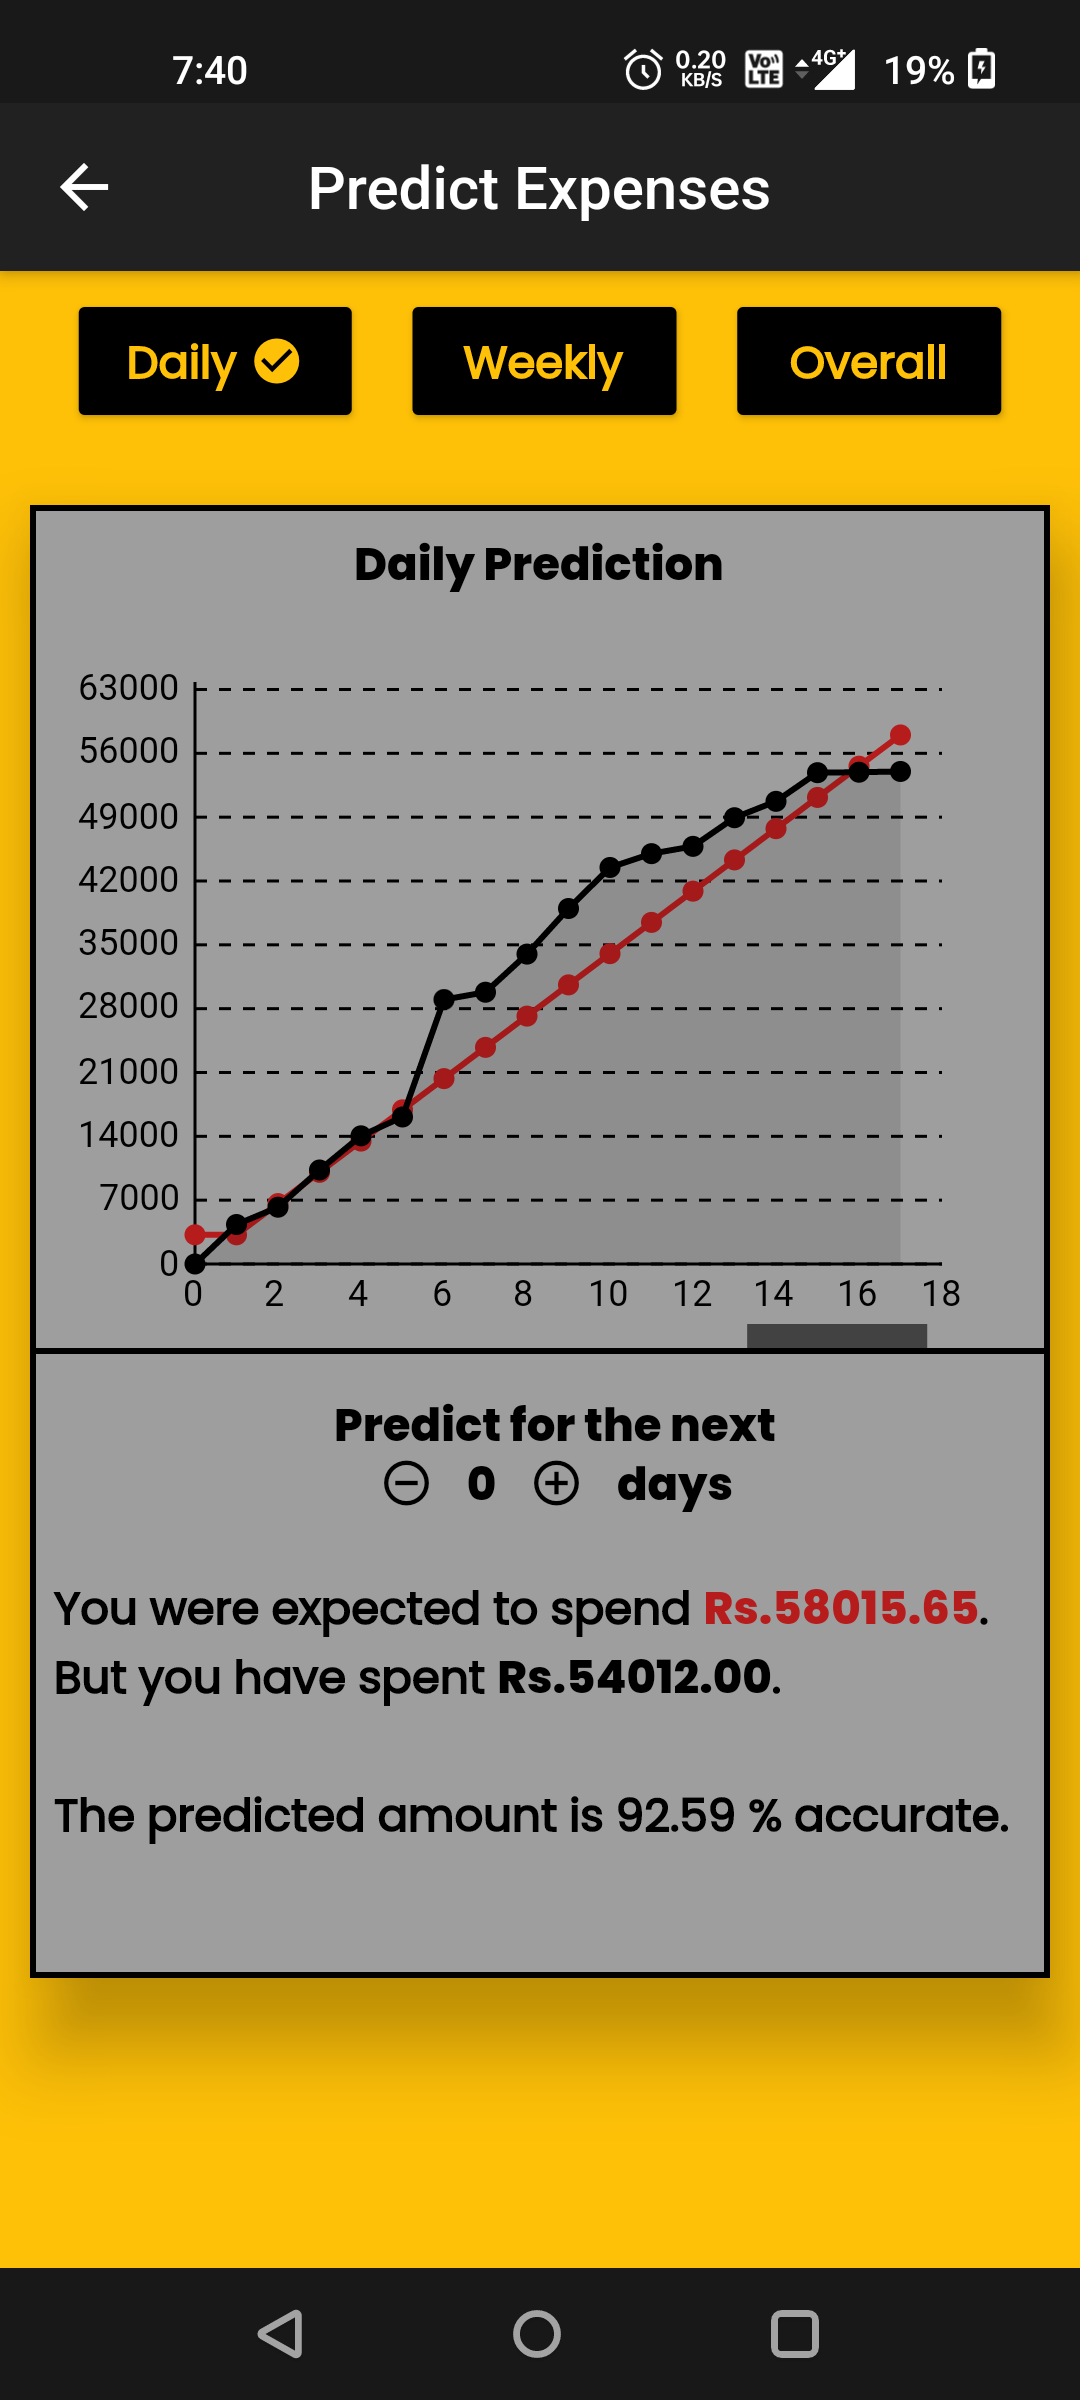 7:40 0.20 KB/S Vo LTE 4G+ 19%
Predict Expenses
Daily Weekly Overall
Daily Prediction
63000
56000
49000
42000
35000
28000
21000
14000
7000
0
0 2 4 6 8 10 12 14 16 18
Predict for the next
0 days
You were expected to spend Rs.58015.65.
But you have spent Rs.54012.00.
The predicted amount is 92.59 % accurate.